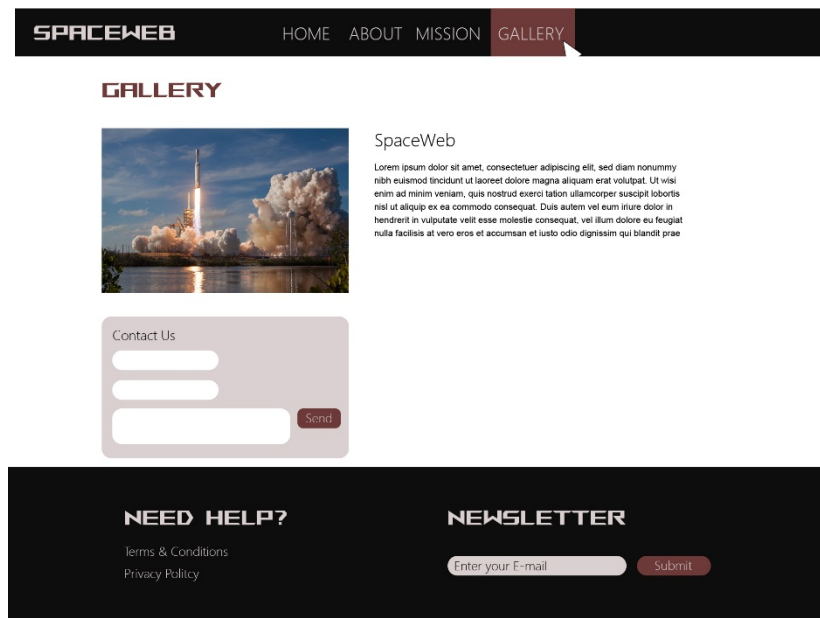 SPACEWEB
HOME ABOUT MISSION GALLERY
GALLERY
SpaceWeb
Lorem ipsum dolor sit amet, consectetuer adipiscing elit, sed diam nonummy
nibh euismod tincidunt ut laoreet dolore magna aliquam erat volutpat. Ut wisi
enim ad minim veniam, quis nostrud exerci tation ullamcorper suscipit lobortis
nisl ut aliquip ex ea commodo consequat. Duis autem vel eum iriure dolor in
hendrerit in vulputate velit esse molestie consequat, vel illum dolore eu feugiat
nulla facilisis at vero eros et accumsan et iusto odio dignissim qui blandit prae
Contact Us
Send
NEED HELP?
Terms & Conditions
Privacy Politcy
NEWSLETTER
Enter your E-mail
Submit